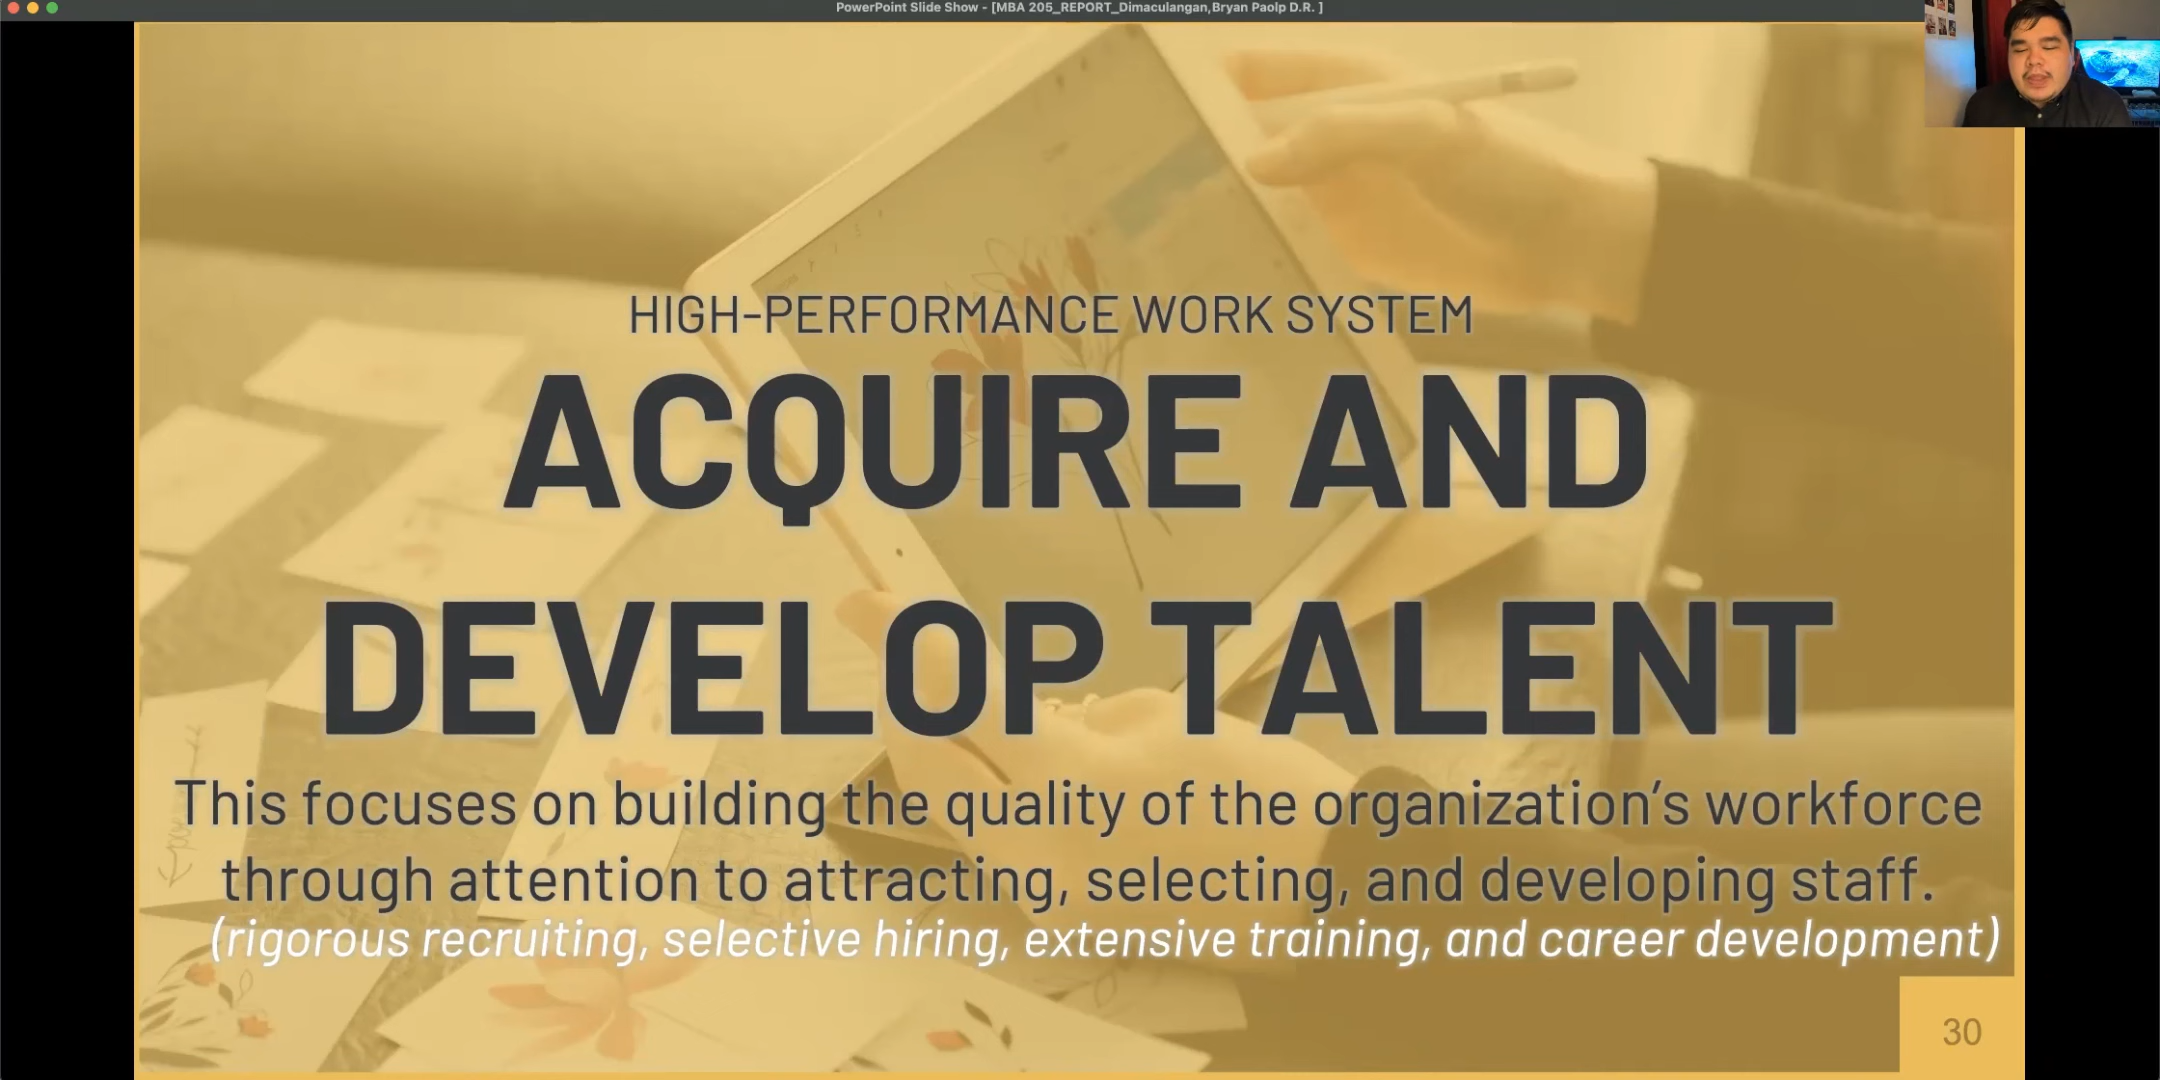 PowerPoint Slide Show - [MBA 205_REPORT_Dimaculangan,Bryan Paolp D.R. ]
HIGH-PERFORMANCE WORK SYSTEM
ACQUIRE AND
DEVELOP TALENT
This focuses on building the quality of the organization’s workforce
through attention to attracting, selecting, and developing staff.
(rigorous recruiting, selective hiring, extensive training, and career development)
30